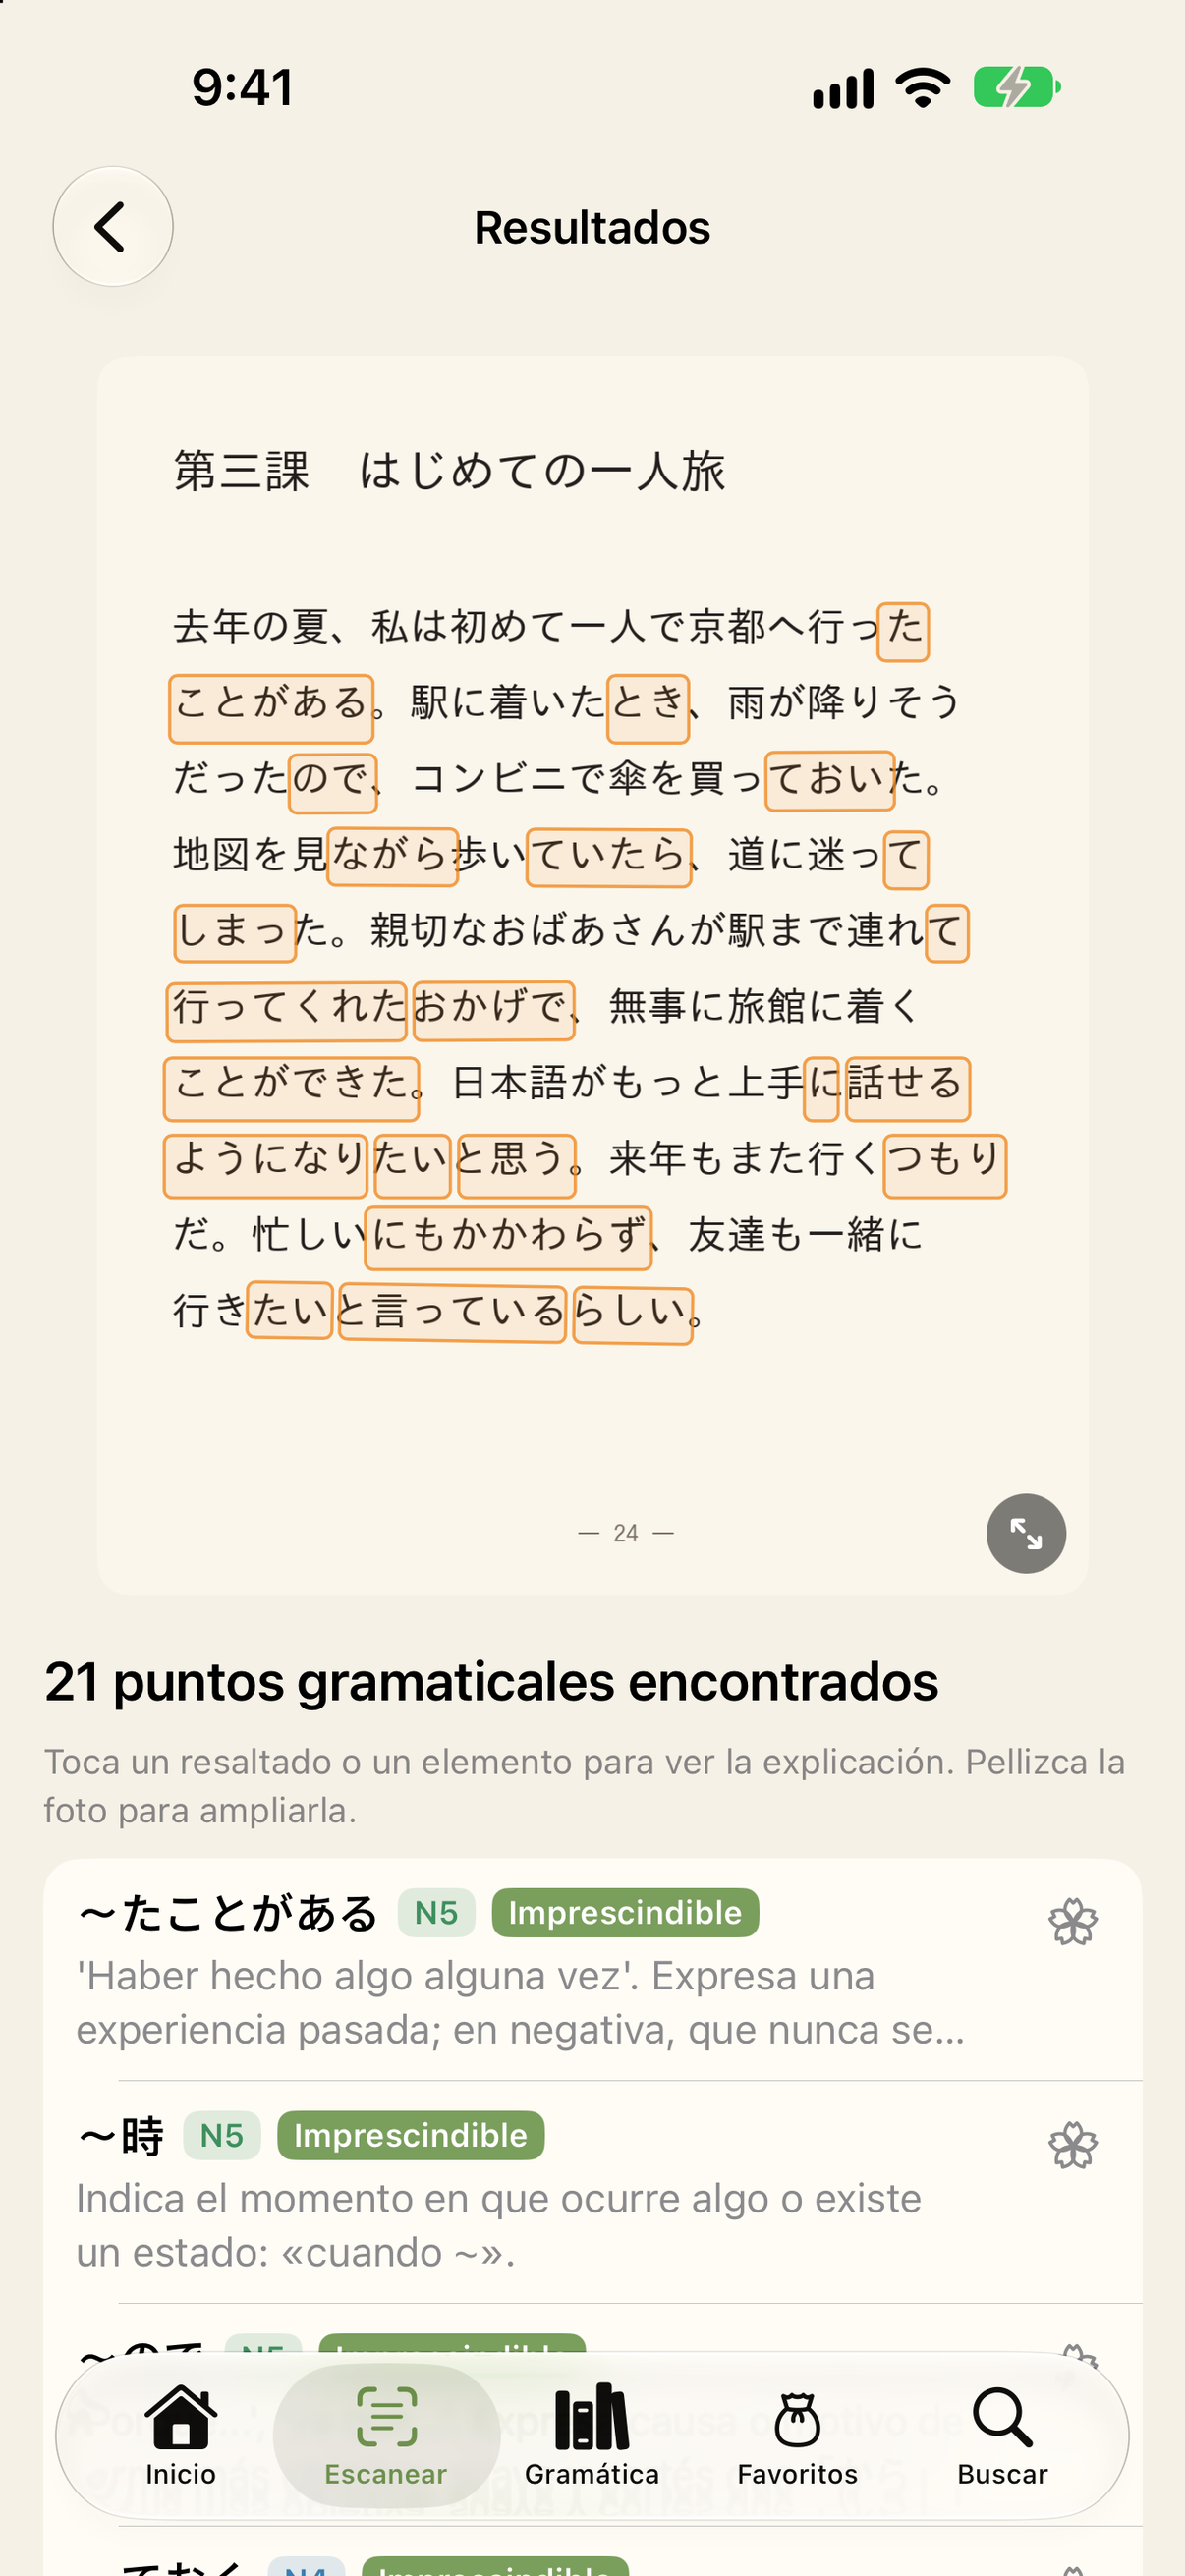 9:41
Resultados
第三課　はじめての一人旅
去年の夏、私は初めて一人で京都へ行った
ことがある。駅に着いたとき、雨が降りそう
だったので、コンビニで傘を買っておいた。
地図を見ながら歩いていたら、道に迷って
しまった。親切なおばあさんが駅まで連れて
行ってくれたおかげで、無事に旅館に着く
ことができた。日本語がもっと上手に話せる
ようになりたいと思う。来年もまた行くつもり
だ。忙しいにもかかわらず、友達も一緒に
行きたいと言っているらしい。
— 24 —
21 puntos gramaticales encontrados
Toca un resaltado o un elemento para ver la explicación. Pellizca la
foto para ampliarla.
〜たことがある N5 Imprescindible
'Haber hecho algo alguna vez'. Expresa una
experiencia pasada; en negativa, que nunca se...
〜時 N5 Imprescindible
Indica el momento en que ocurre algo o existe
un estado: «cuando ~».
〜ので N5 Imprescindible
Inicio
Escanear
Gramática
Favoritos
Buscar
ておく N4 Imprescindible